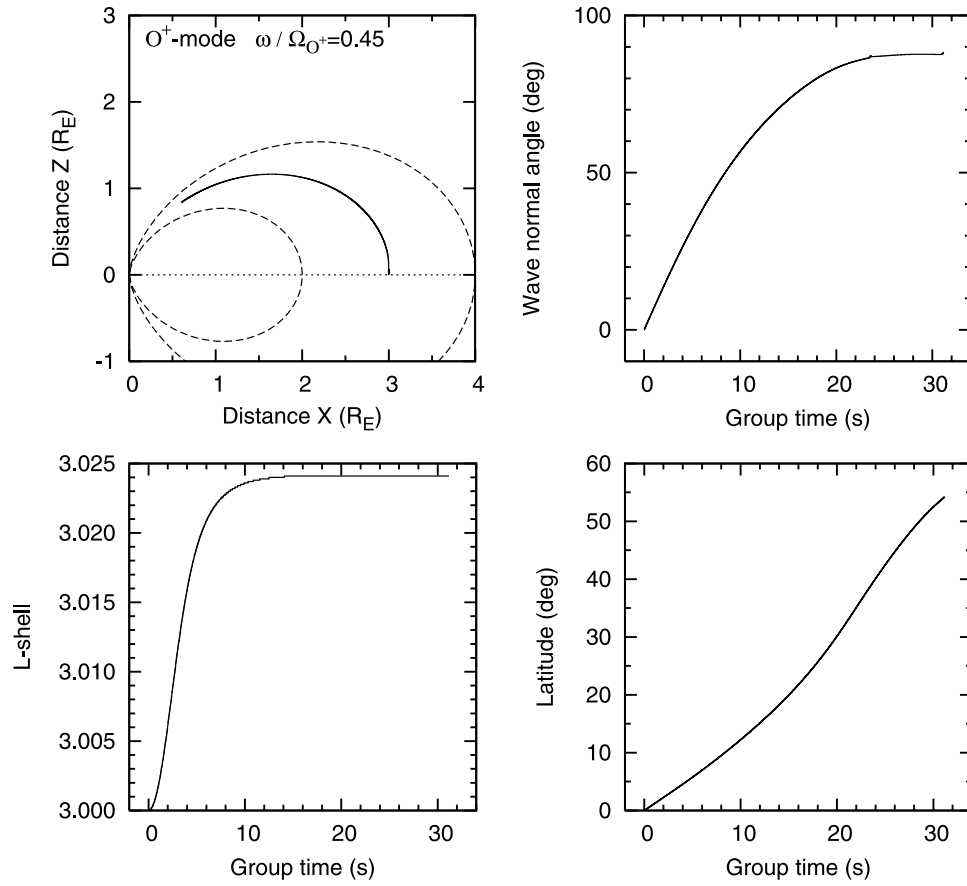 O⁺-mode ω / Ω_O⁺=0.45
3
2
1
0
-1
0 1 2 3 4
Distance Z (R_E)
Distance X (R_E)
100
50
0
0 10 20 30
Wave normal angle (deg)
Group time (s)
3.025
3.020
3.015
3.010
3.005
3.000
0 10 20 30
L-shell
Group time (s)
60
50
40
30
20
10
0
0 10 20 30
Latitude (deg)
Group time (s)